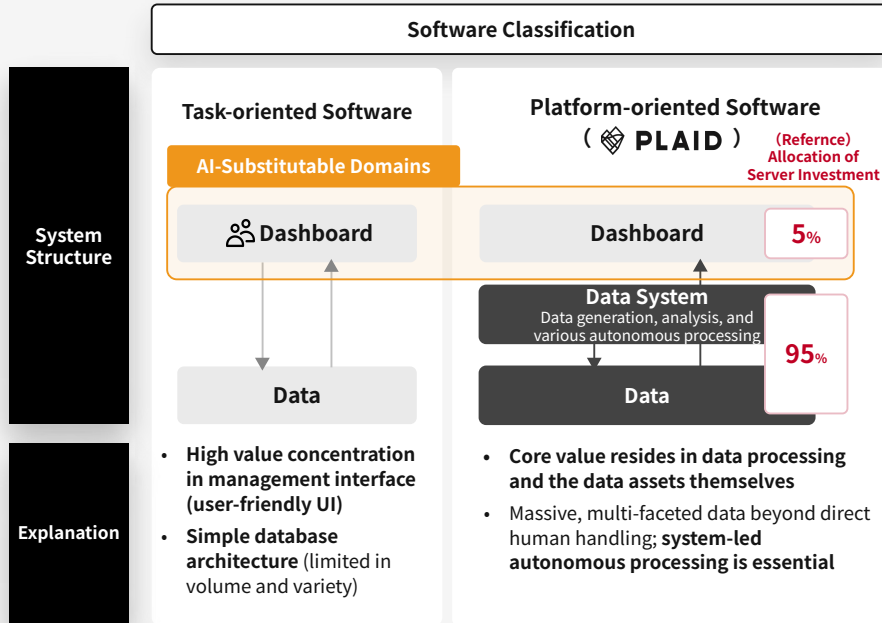 Software Classification
System
Structure
Task-oriented Software
AI-Substitutable Domains
Dashboard
Data
Platform-oriented Software
( PLAID )
(Refernce)
Allocation of
Server Investment
Dashboard
5%
Data System
Data generation, analysis, and
various autonomous processing
95%
Data
Explanation
• High value concentration
in management interface
(user-friendly UI)
• Simple database
architecture (limited in
volume and variety)
• Core value resides in data processing
and the data assets themselves
• Massive, multi-faceted data beyond direct
human handling; system-led
autonomous processing is essential